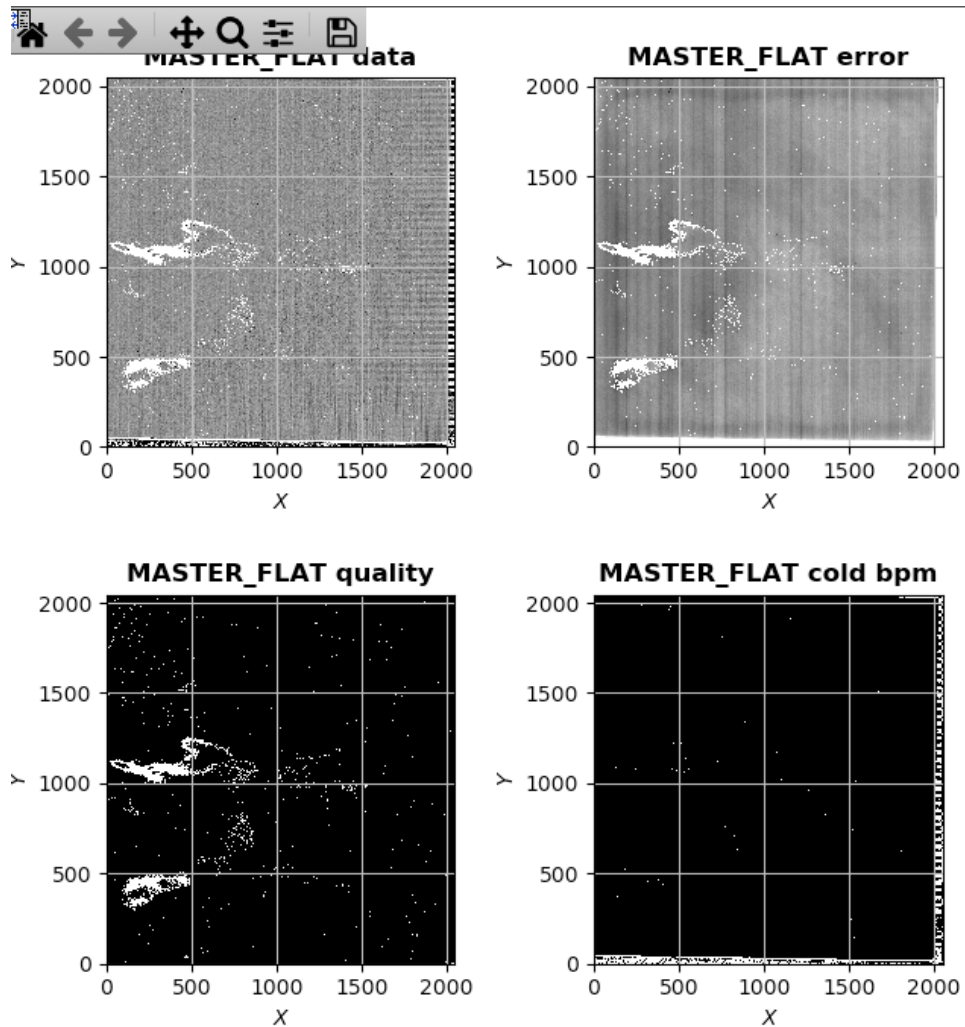 MASTER_FLAT data
MASTER_FLAT error
2000
1500
1000
500
0
Y
0 500 1000 1500 2000
X
2000
1500
1000
500
0
Y
0 500 1000 1500 2000
X
MASTER_FLAT quality
MASTER_FLAT cold bpm
2000
1500
1000
500
0
Y
0 500 1000 1500 2000
X
2000
1500
1000
500
0
Y
0 500 1000 1500 2000
X